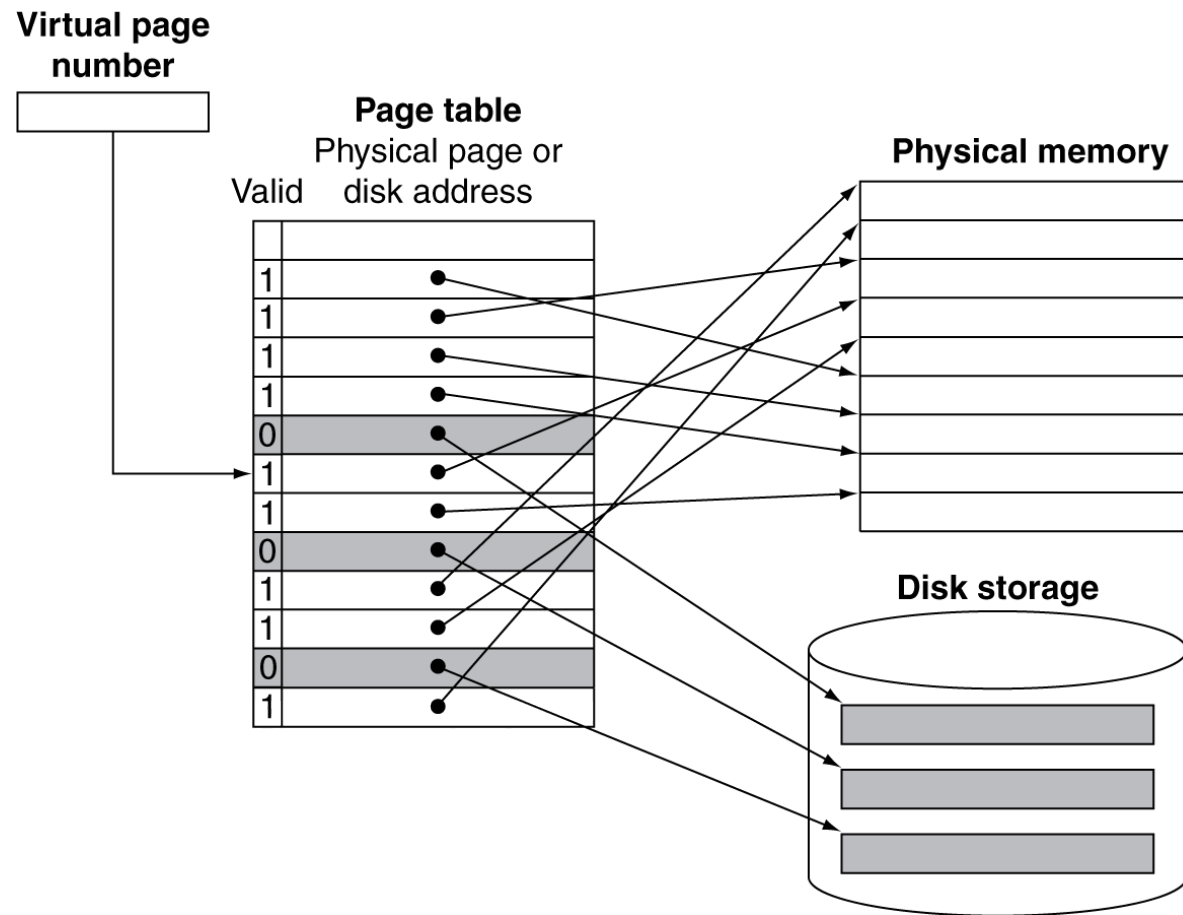 Virtual page
number
Page table
Physical page or
Valid disk address
1
1
1
1
0
1
1
0
1
1
0
1
Physical memory
Disk storage